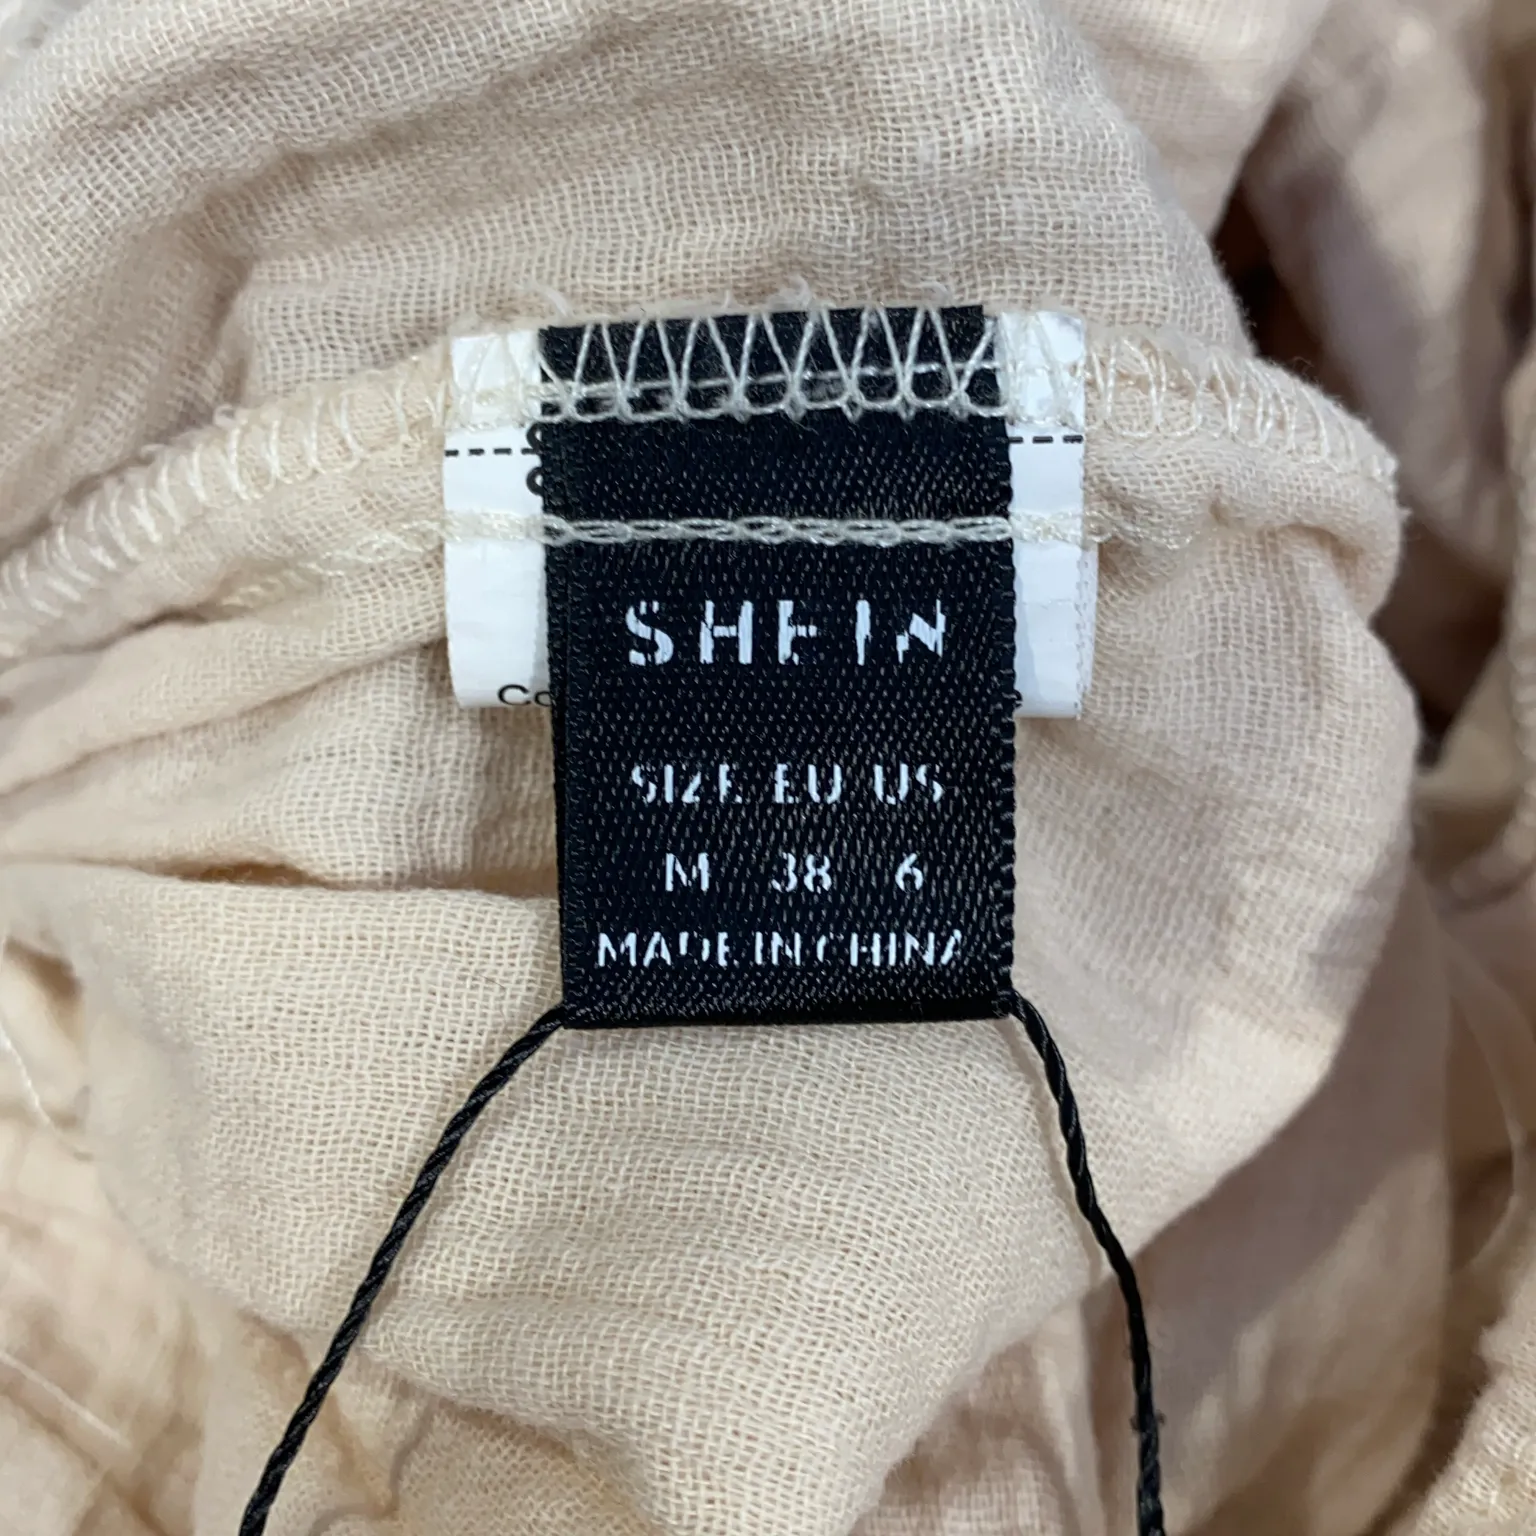 SHEIN
SIZE EU US
M 38 6
MADE IN CHINA